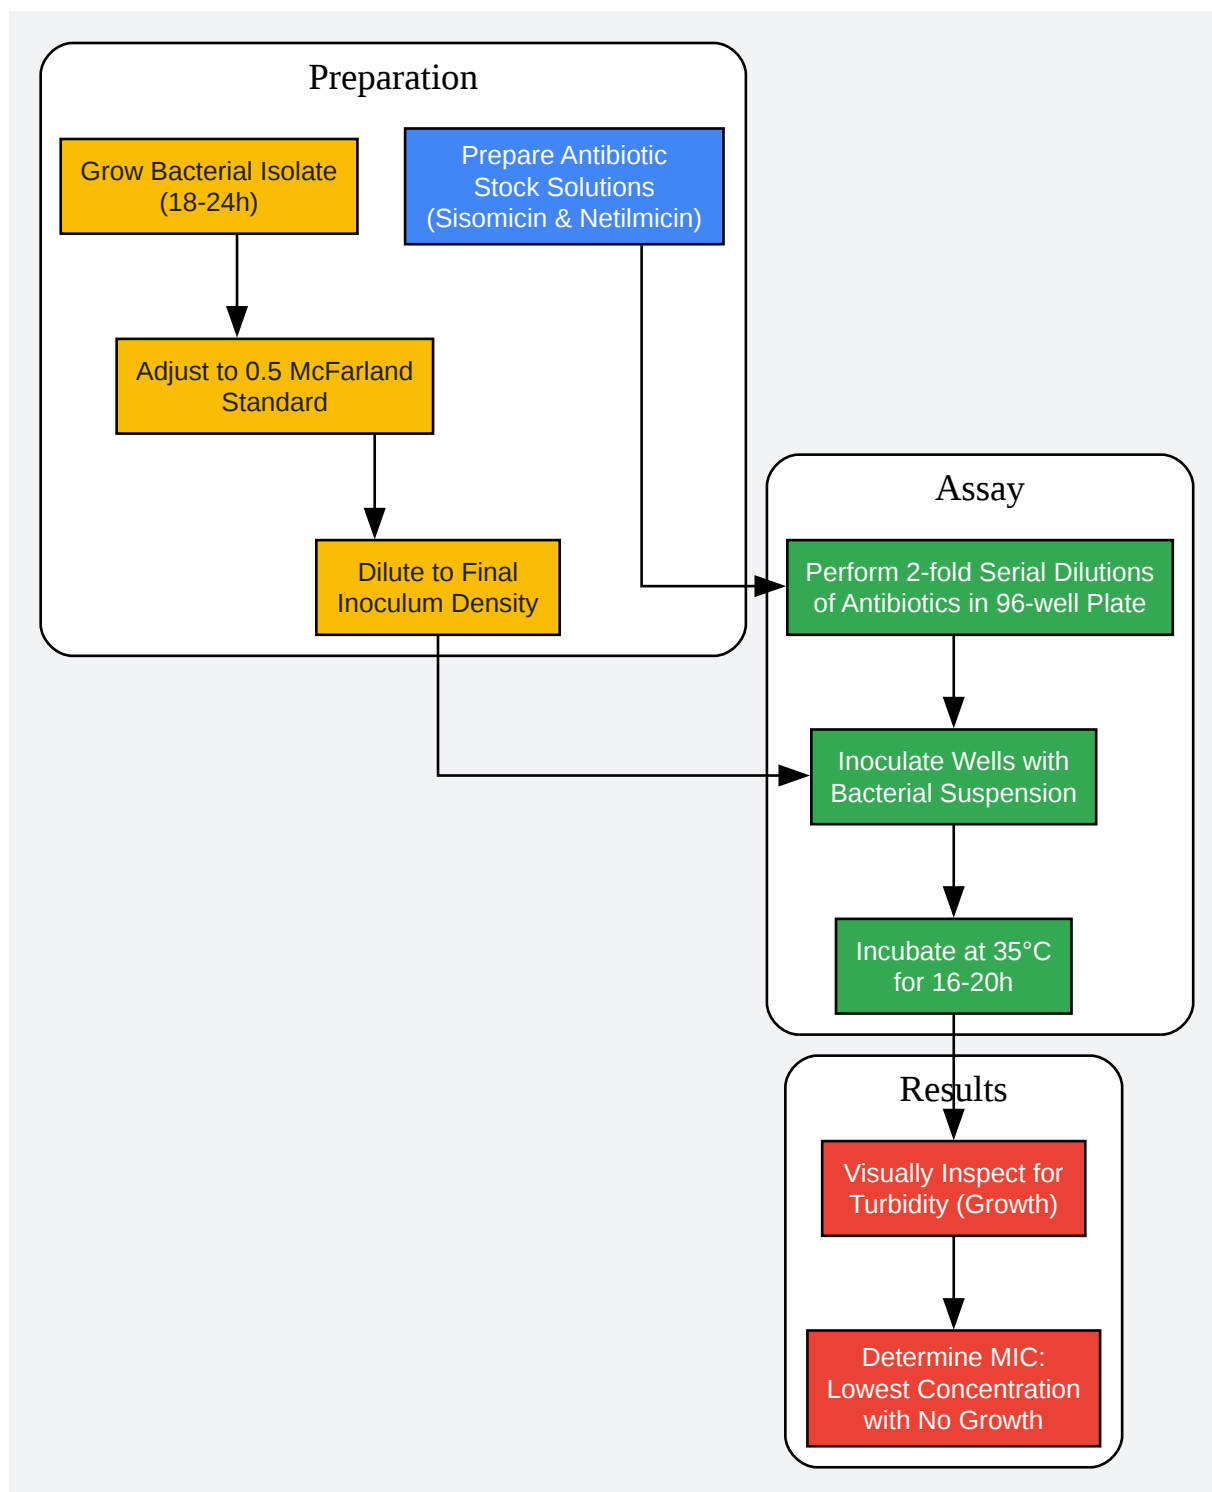 Preparation
Grow Bacterial Isolate
(18-24h)
Prepare Antibiotic
Stock Solutions
(Sisomicin & Netilmicin)
Adjust to 0.5 McFarland
Standard
Dilute to Final
Inoculum Density
Assay
Perform 2-fold Serial Dilutions
of Antibiotics in 96-well Plate
Inoculate Wells with
Bacterial Suspension
Incubate at 35°C
for 16-20h
Results
Visually Inspect for
Turbidity (Growth)
Determine MIC:
Lowest Concentration
with No Growth